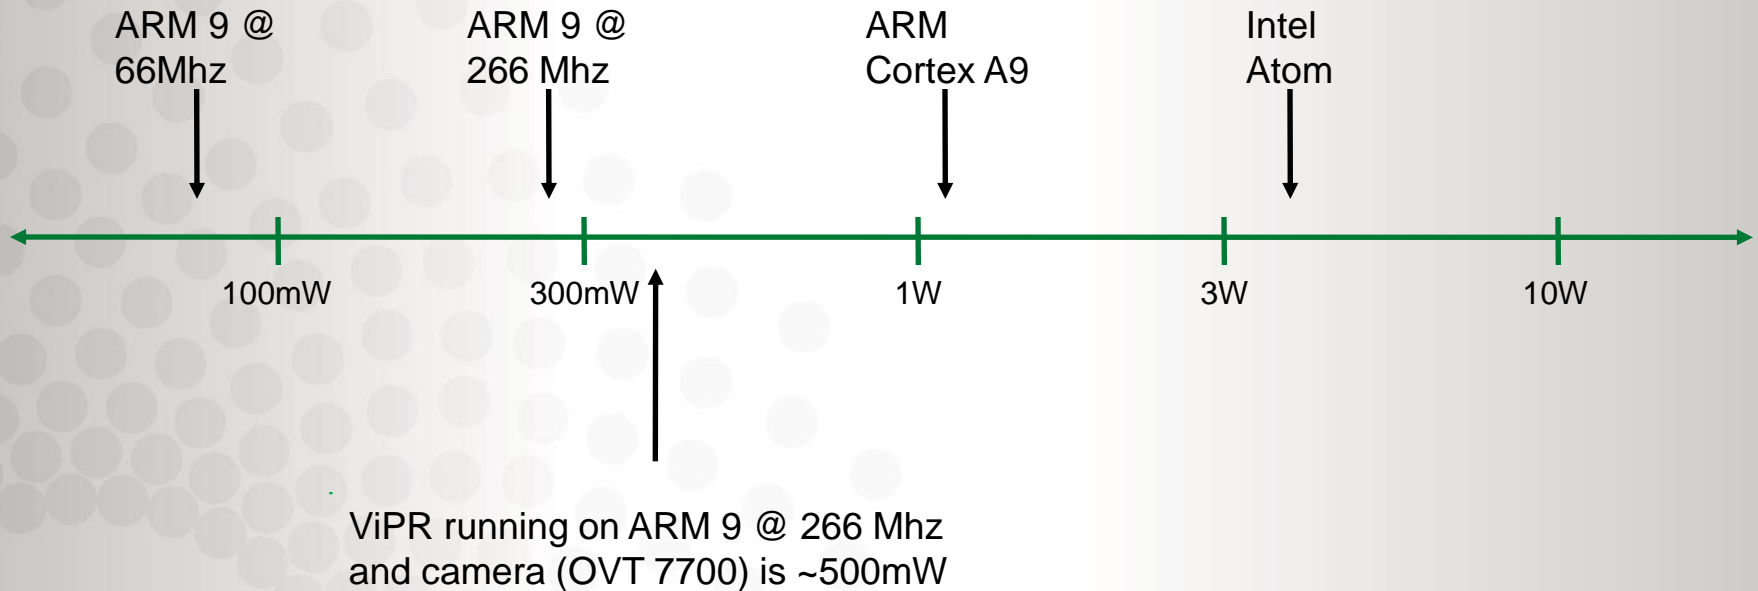 ARM 9 @
66Mhz
ARM 9 @
266 Mhz
ARM
Cortex A9
Intel
Atom
100mW
300mW
1W
3W
10W
ViPR running on ARM 9 @ 266 Mhz
and camera (OVT 7700) is ~500mW